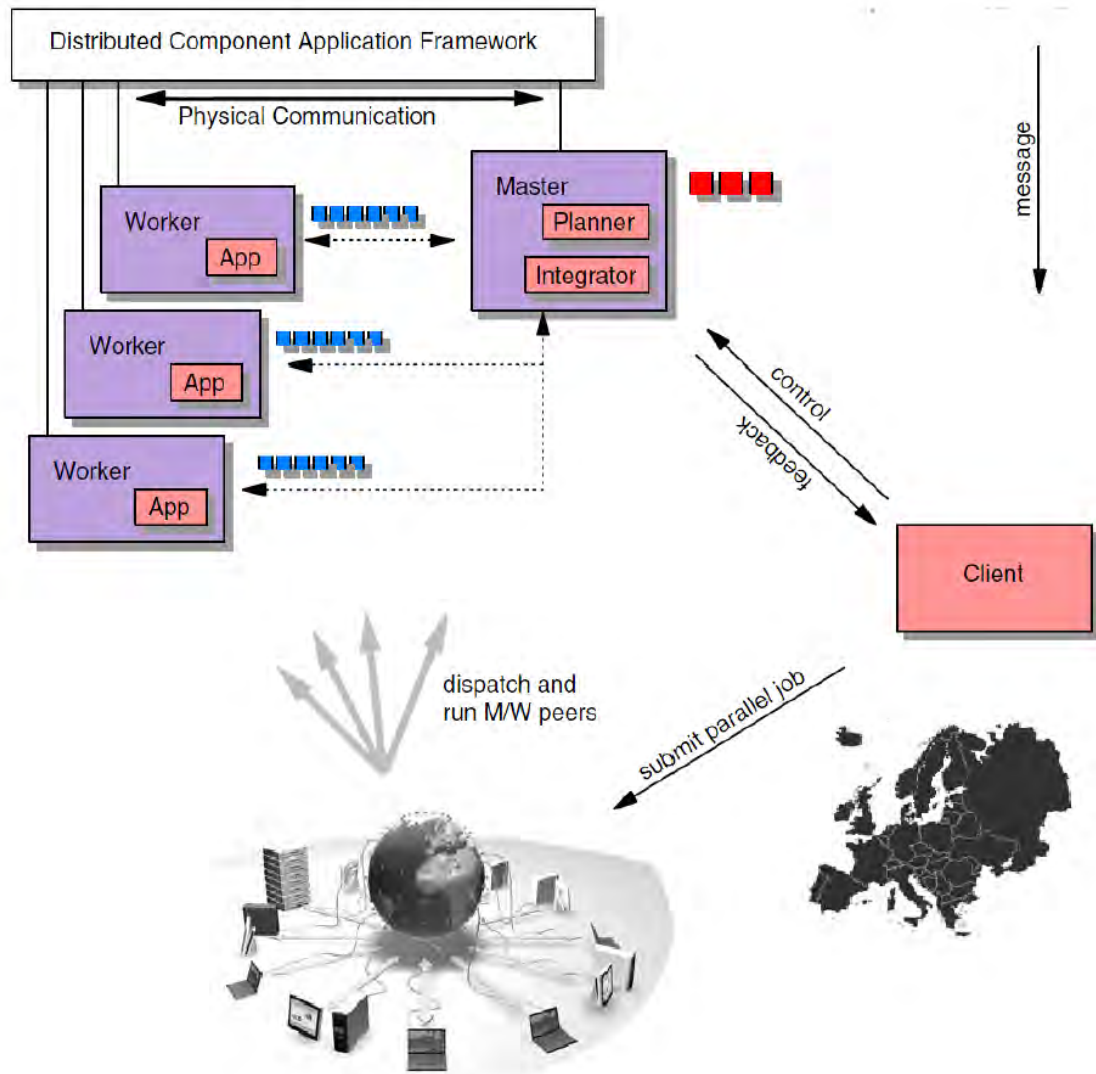 Distributed Component Application Framework
Physical Communication
message
Master
Planner
Integrator
Worker
App
Worker
App
Worker
App
control
feedback
Client
dispatch and
run M/W peers
submit parallel job